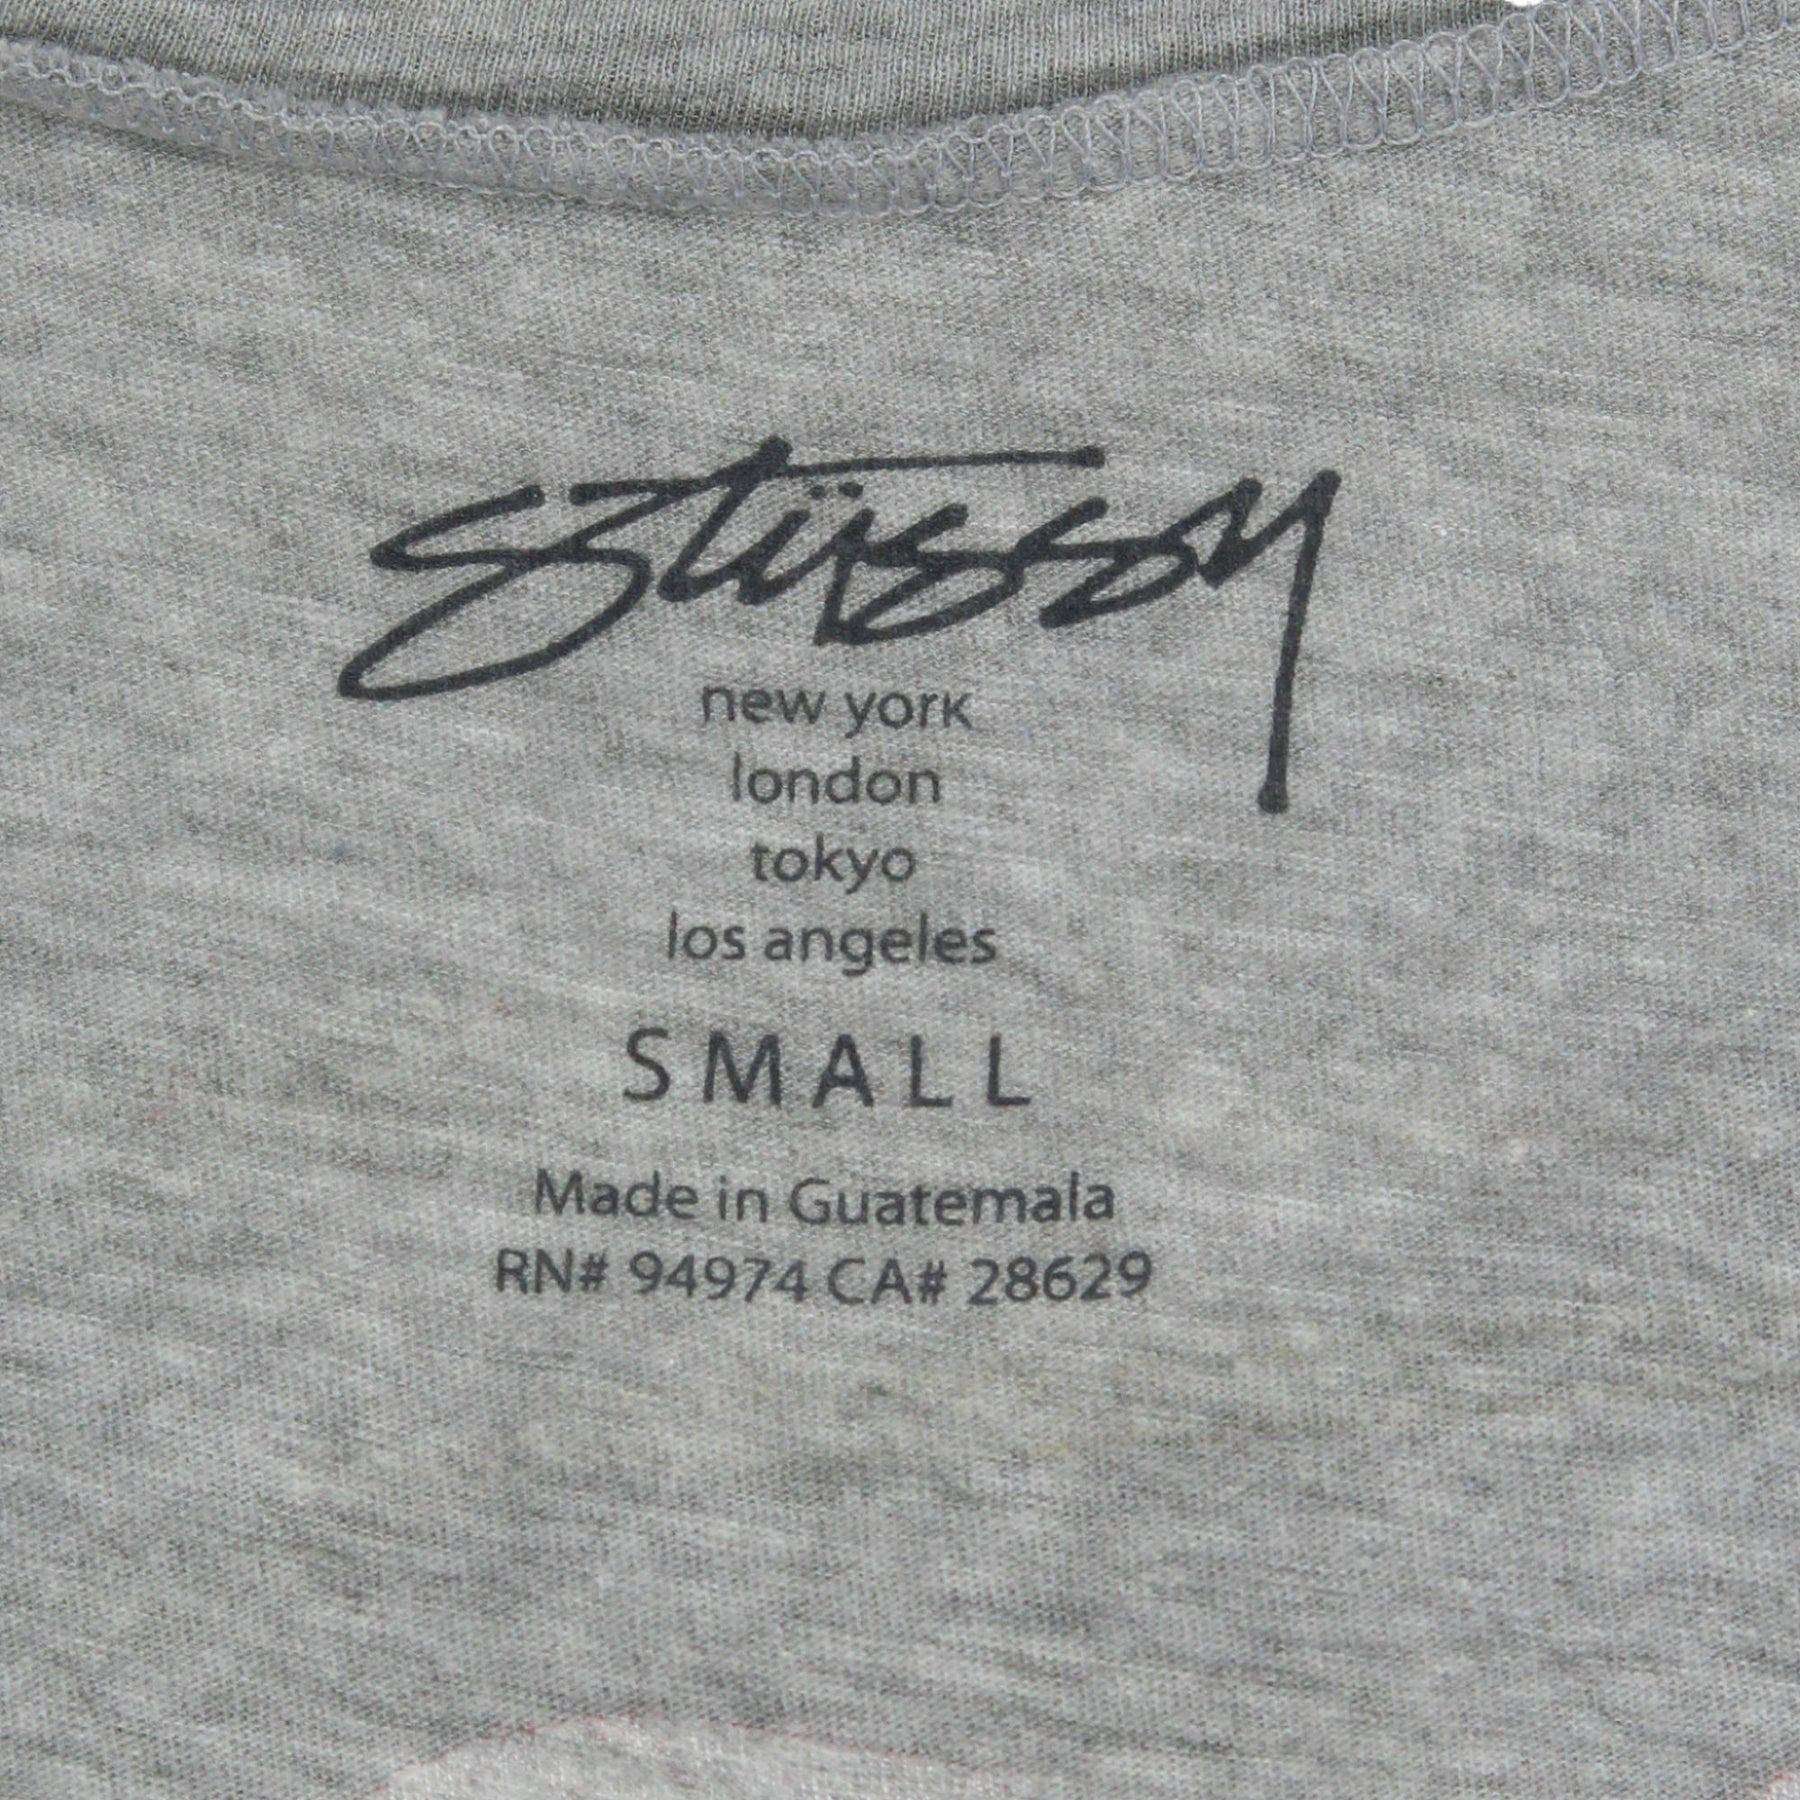 stüssy
new york
london
tokyo
los angeles
SMALL
Made in Guatemala
RN# 94974 CA# 28629